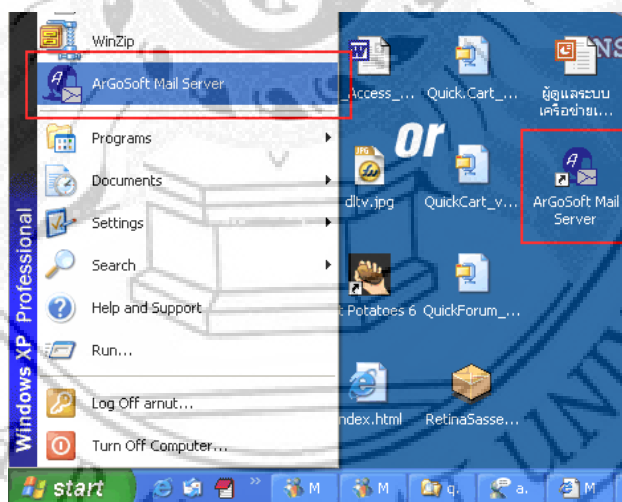 WinZip
ArGoSoft Mail Server
Programs
Documents
Settings
Search
Help and Support
Run...
Log Off arnut...
Turn Off Computer...
Windows XP Professional
start
_Access_...
Quick.Cart_...
ผู้ดูแลระบบ
เครือข่าย...
or
dltv.jpg
QuickCart_v...
ArGoSoft Mail
Server
t Potatoes 6
QuickForum_...
ndex.html
RetinaSasse...
M
M
q.
a.
M